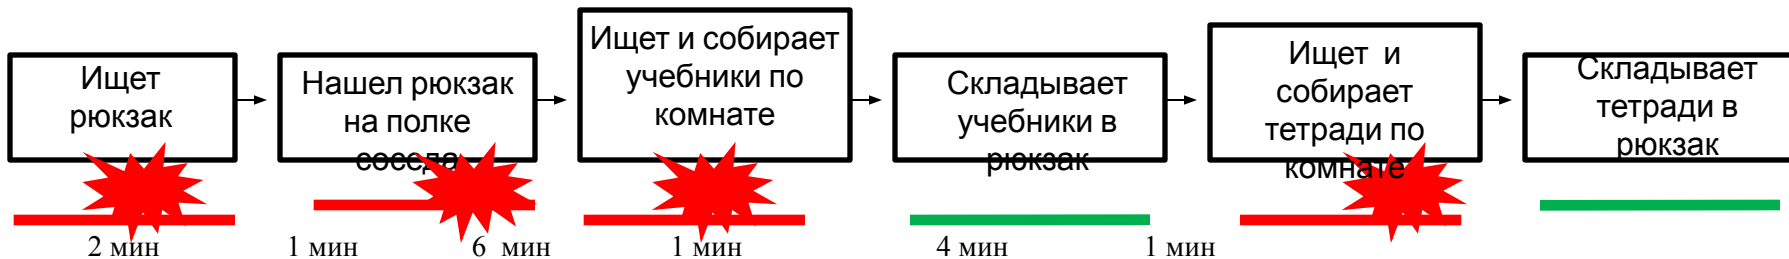 Ищет
рюкзак
Нашел рюкзак
на полке
соседа
Ищет и собирает
учебники по
комнате
Складывает
учебники в
рюкзак
Ищет и
собирает
тетради по
комнате
Складывает
тетради в
рюкзак
2 мин
1 мин
6 мин
1 мин
4 мин
1 мин